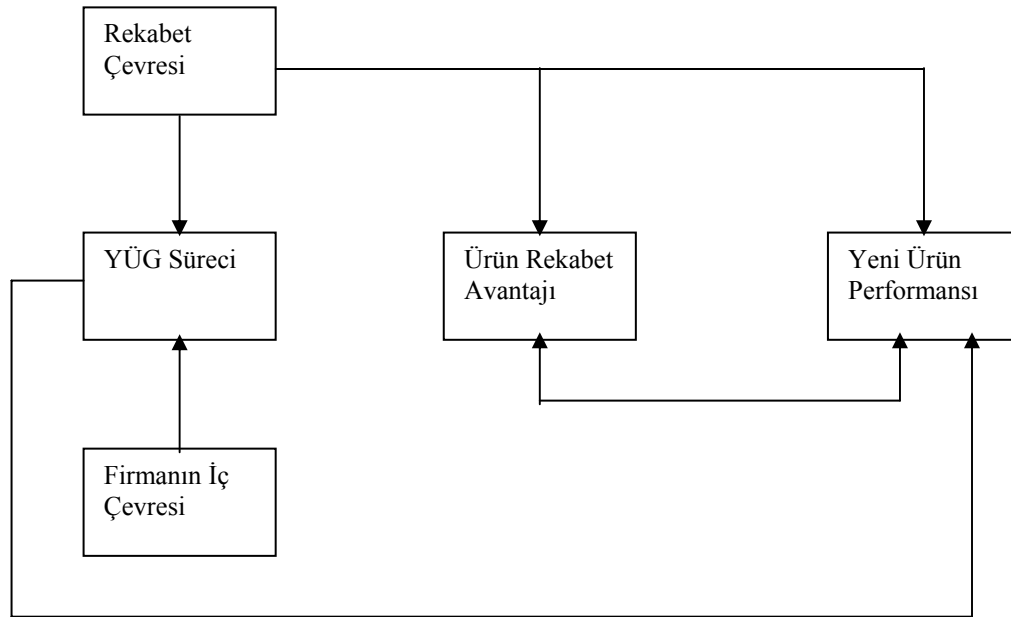 Rekabet
Çevresi
YÜG Süreci
Ürün Rekabet
Avantajı
Yeni Ürün
Performansı
Firmanın İç
Çevresi